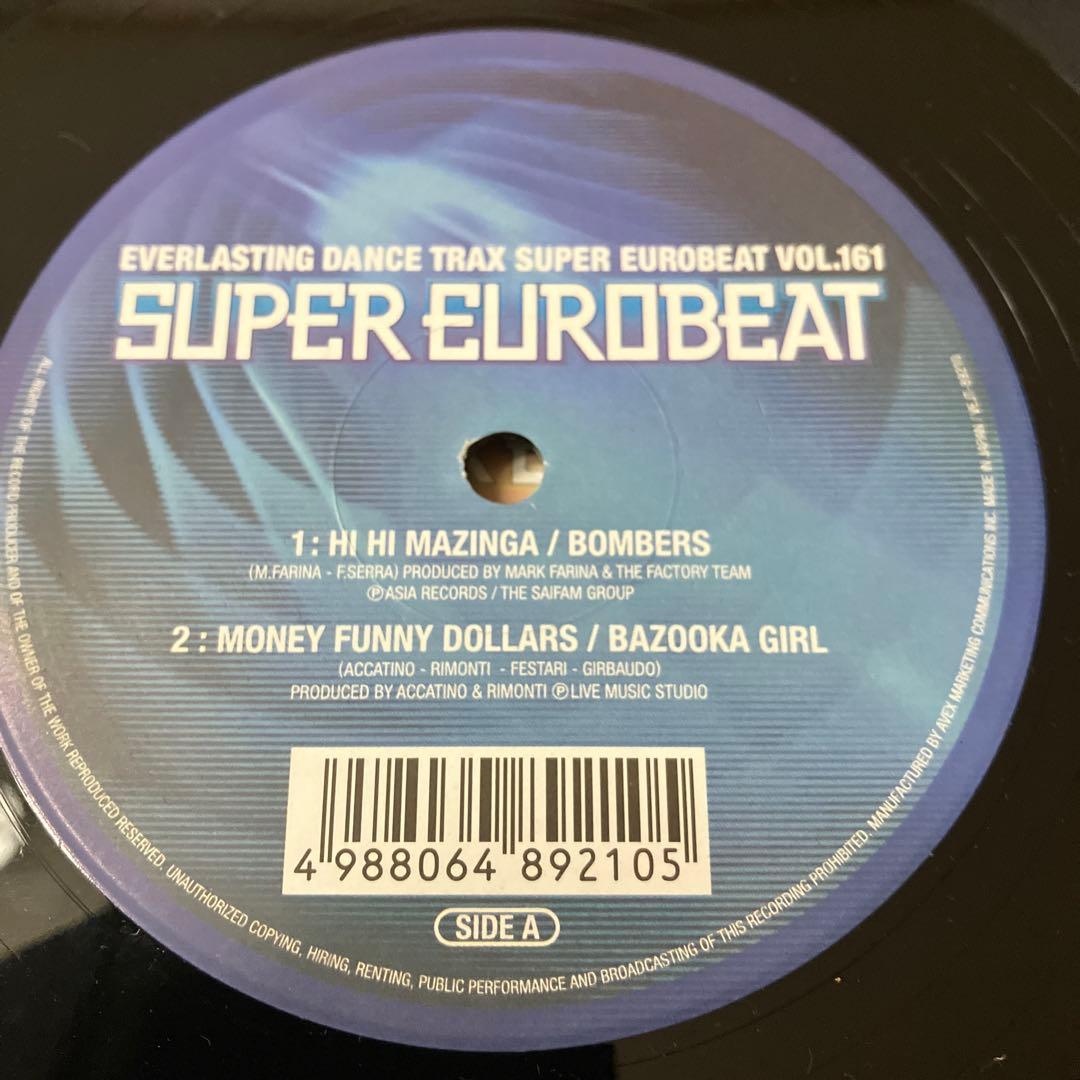 EVERLASTING DANCE TRAX SUPER EUROBEAT VOL.161
SUPER EUROBEAT
1 : HI HI MAZINGA / BOMBERS
(M.FARINA - F.SERRA) PRODUCED BY MARK FARINA & THE FACTORY TEAM
ⓅASIA RECORDS / THE SAIFAM GROUP
2 : MONEY FUNNY DOLLARS / BAZOOKA GIRL
(ACCATINO - RIMONTI - FESTARI - GIRBAUDO)
PRODUCED BY ACCATINO & RIMONTI ⓅLIVE MUSIC STUDIO
4 988064 892105
SIDE A
ALL RIGHTS OF THE RECORD PRODUCER AND OF THE OWNER OF THE WORK REPRODUCED RESERVED. UNAUTHORIZED COPYING, HIRING, RENTING, PUBLIC PERFORMANCE AND BROADCASTING OF THIS RECORDING PROHIBITED. MANUFACTURED BY AVEX MARKETING COMMUNICATIONS INC. MADE IN JAPAN /